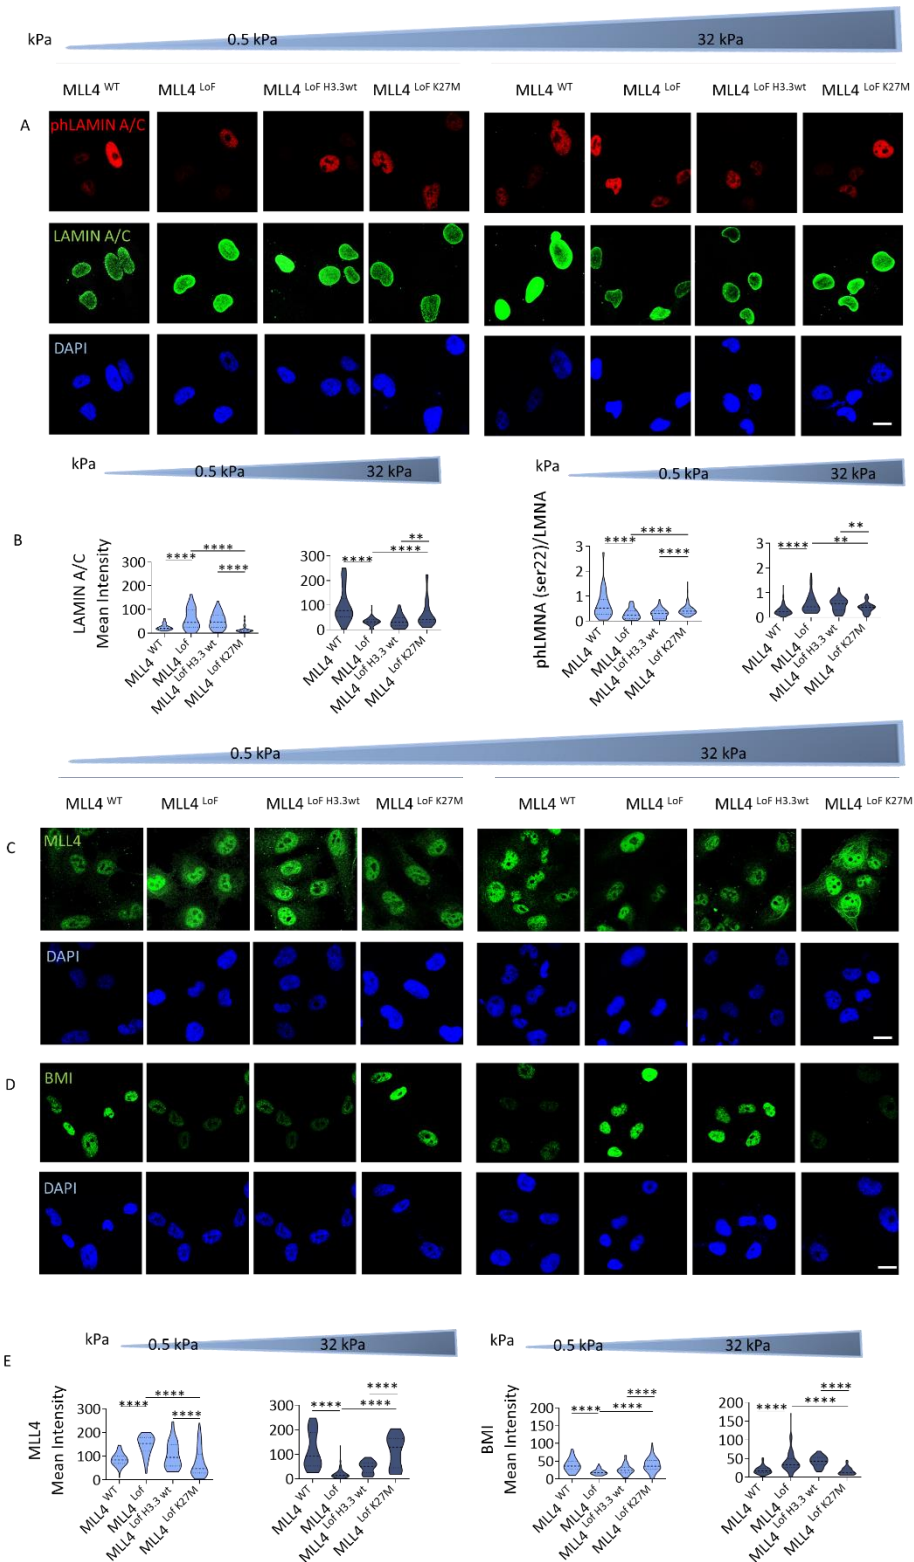 kPa 0.5 kPa 32 kPa
MLL4 WT MLL4 LoF MLL4 LoF H3.3wt MLL4 LoF K27M MLL4 WT MLL4 LoF MLL4 LoF H3.3wt MLL4 LoF K27M
A
phLAMIN A/C
LAMIN A/C
DAPI
kPa 0.5 kPa 32 kPa
kPa 0.5 kPa 32 kPa
B
LAMIN A/C
Mean Intensity
300
200
100
0
**** **** ****
MLL4 WT
MLL4 Lof
MLL4 Lof H3.3 wt
MLL4 Lof K27M
300
200
100
0
**** **** **
MLL4 WT
MLL4 Lof
MLL4 Lof H3.3 wt
MLL4 Lof K27M
phLMNA (ser22)/LMNA
3
2
1
0
**** **** ****
MLL4 WT
MLL4 Lof
MLL4 Lof H3.3 wt
MLL4 Lof K27M
3
2
1
0
**** ** **
MLL4 WT
MLL4 Lof
MLL4 Lof H3.3 wt
MLL4 Lof K27M
0.5 kPa 32 kPa
MLL4 WT MLL4 LoF MLL4 LoF H3.3wt MLL4 LoF K27M MLL4 WT MLL4 LoF MLL4 LoF H3.3wt MLL4 LoF K27M
C
MLL4
DAPI
D
BMI
DAPI
E
kPa 0.5 kPa 32 kPa
kPa 0.5 kPa 32 kPa
MLL4
Mean Intensity
300
200
100
0
**** **** ****
MLL4 WT
MLL4 Lof
MLL4 Lof H3.3 wt
MLL4 Lof K27M
300
200
100
0
**** **** ****
MLL4 WT
MLL4 Lof
MLL4 Lof H3.3 wt
MLL4 Lof K27M
BMI
Mean Intensity
200
150
100
50
0
**** **** ****
MLL4 WT
MLL4 Lof
MLL4 Lof H3.3 wt
MLL4 Lof K27M
200
150
100
50
0
**** **** ****
MLL4 WT
MLL4 Lof
MLL4 Lof H3.3 wt
MLL4 Lof K27M